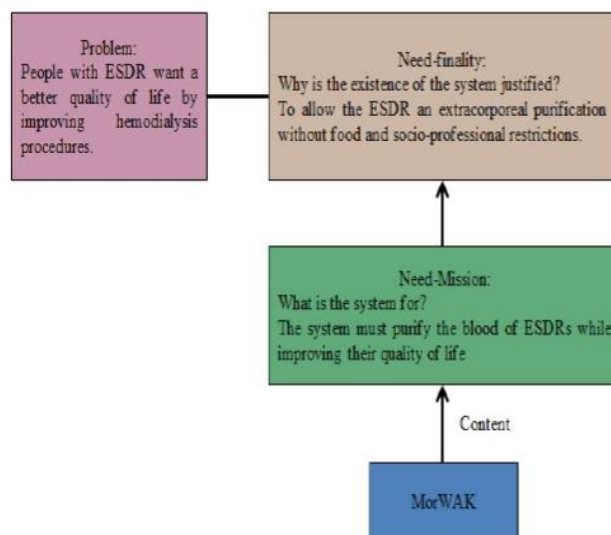 Problem:
People with ESDR want a
better quality of life by
improving hemodialysis
procedures.
Need-finality:
Why is the existence of the system justified?
To allow the ESDR an extracorporeal purification
without food and socio-professional restrictions.
Need-Mission:
What is the system for?
The system must purify the blood of ESDRs while
improving their quality of life
Content
MorWAK